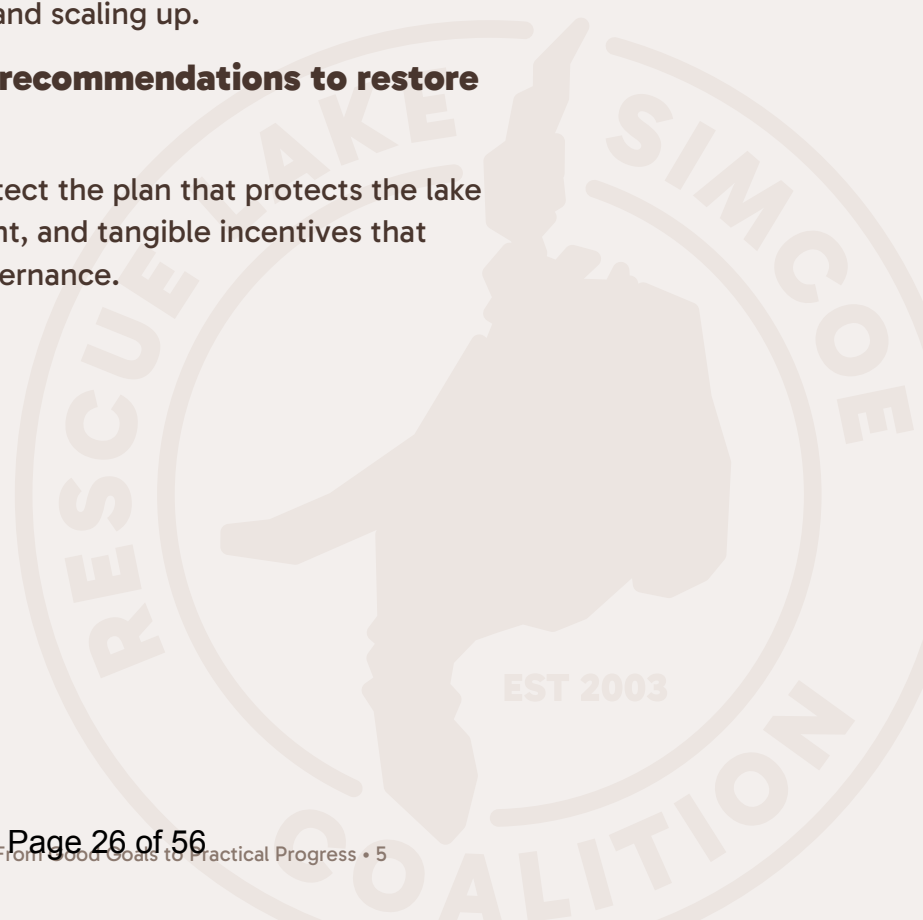 and scaling up.
recommendations to restore
tect the plan that protects the lake
nt, and tangible incentives that
ernance.
RESCUE LAKE SIMCOE
EST 2003
COALITION
Page 26 of 56
From Good Goals to Practical Progress • 5